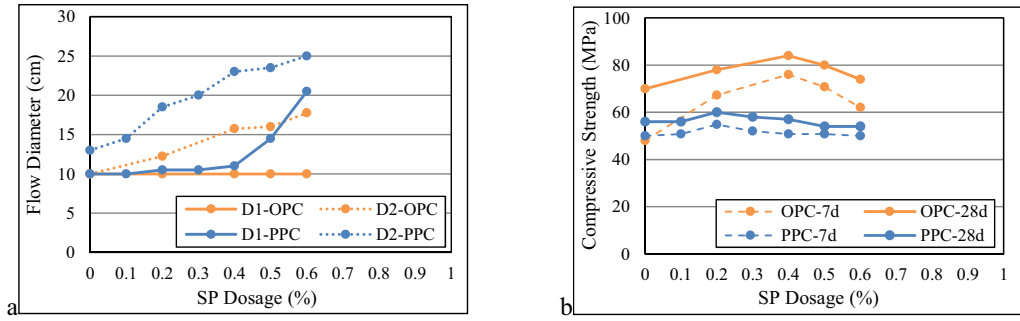 30
25
20
15
10
5
0
Flow Diameter (cm)
D1-OPC D2-OPC
D1-PPC D2-PPC
0 0.1 0.2 0.3 0.4 0.5 0.6 0.7 0.8 0.9 1
SP Dosage (%)
a
100
80
60
40
20
0
Compressive Strength (MPa)
OPC-7d OPC-28d
PPC-7d PPC-28d
0 0.1 0.2 0.3 0.4 0.5 0.6 0.7 0.8 0.9 1
SP Dosage (%)
b